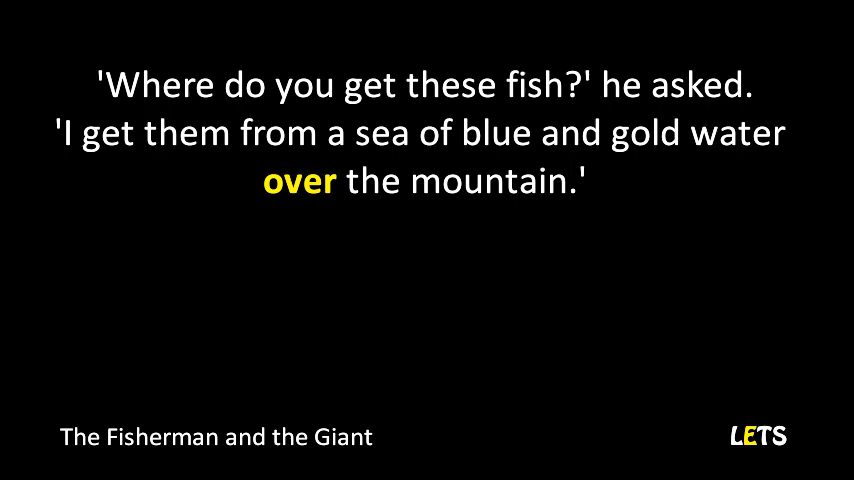 'Where do you get these fish?' he asked.
'I get them from a sea of blue and gold water
over the mountain.'
The Fisherman and the Giant
LETS